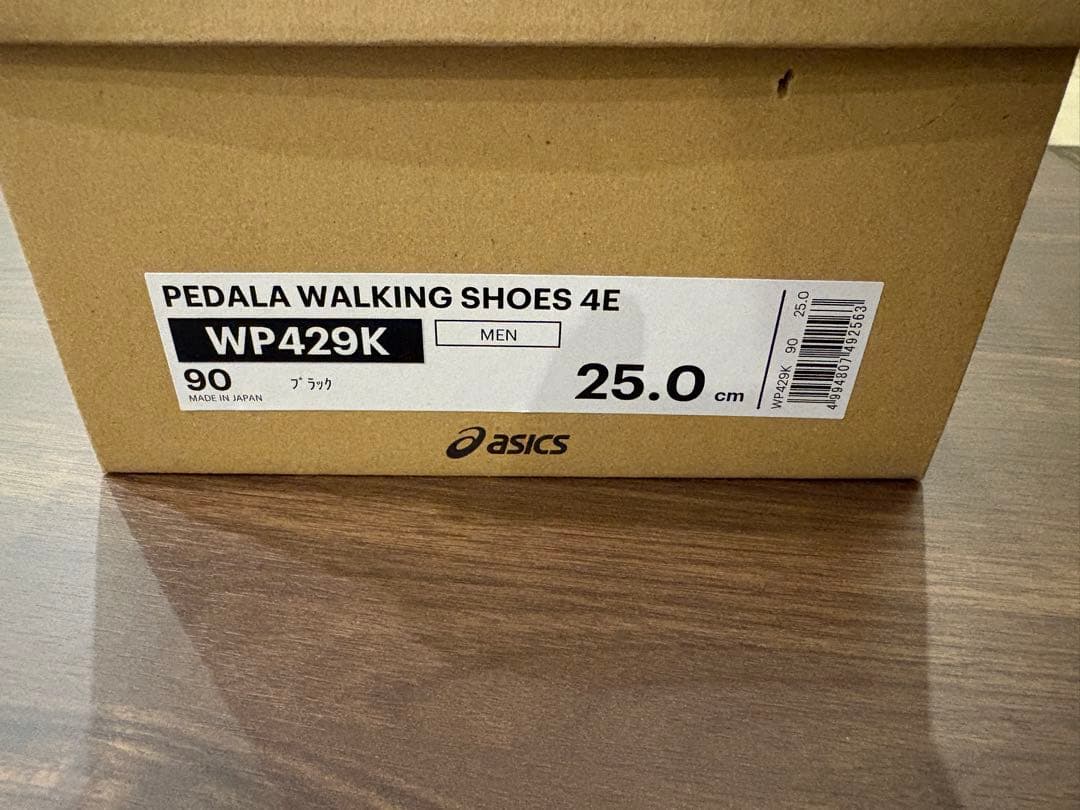 PEDALA WALKING SHOES 4E
WP429K
MEN
90
ブラック
25.0 cm
MADE IN JAPAN
WP429K 90 25.0
4994807492563
asics